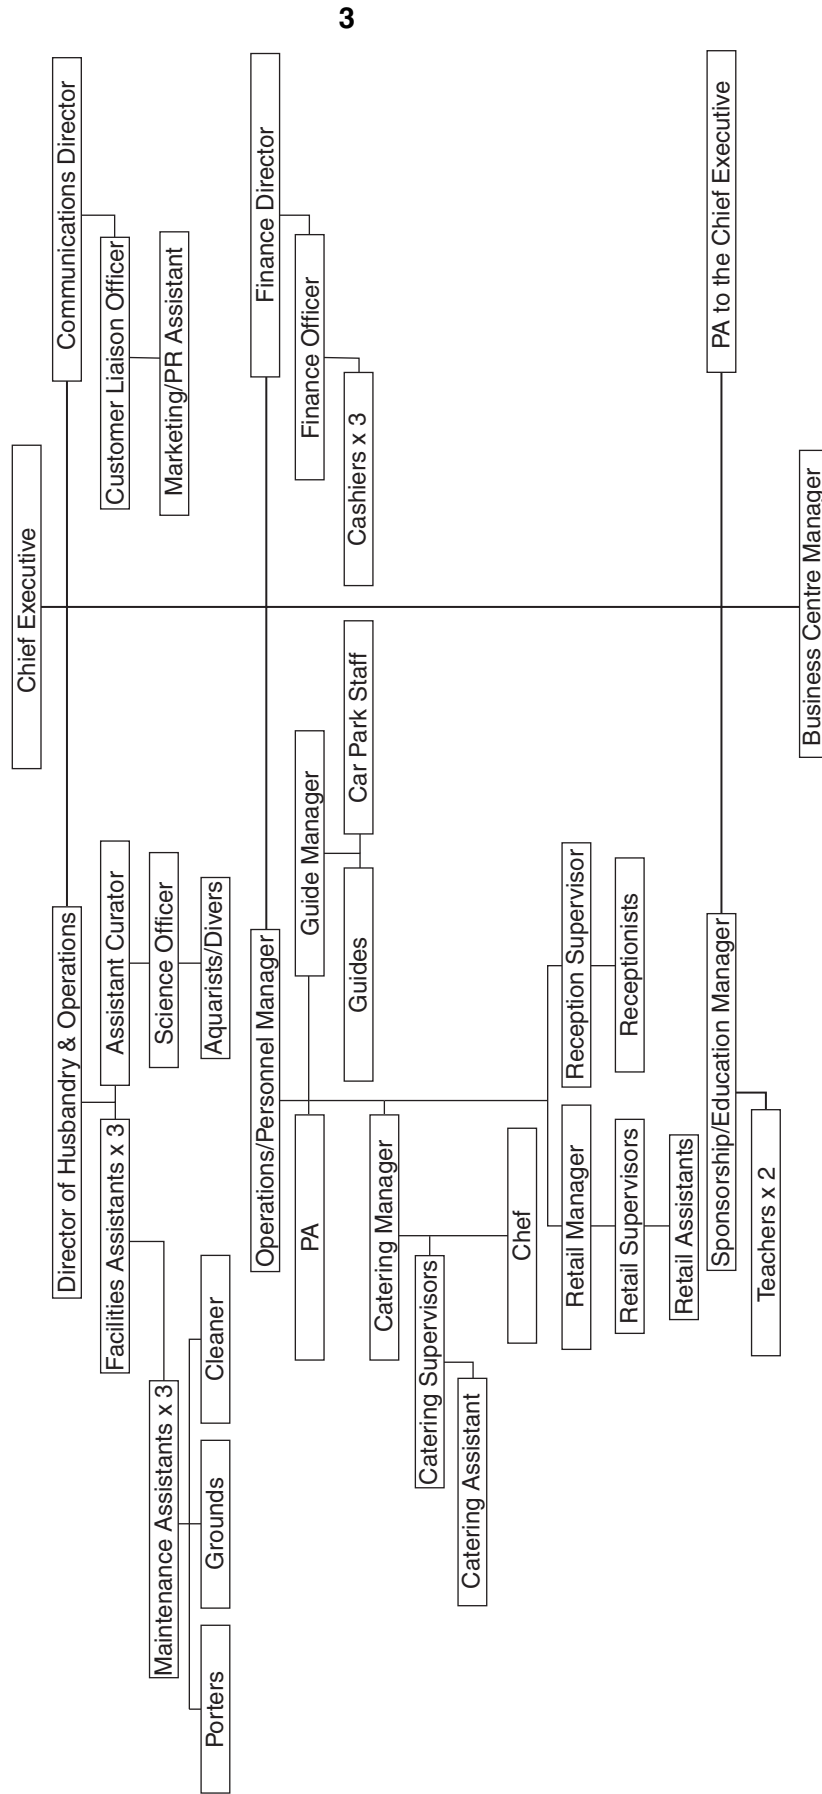 3
Chief Executive
Director of Husbandry & Operations
Communications Director
Facilities Assistants x 3
Assistant Curator
Customer Liaison Officer
Maintenance Assistants x 3
Science Officer
Marketing/PR Assistant
Porters
Grounds
Cleaner
Aquarists/Divers
Operations/Personnel Manager
Finance Director
PA
Guide Manager
Finance Officer
Guides
Car Park Staff
Cashiers x 3
Catering Manager
Catering Supervisors
Catering Assistant
Chef
Retail Manager
Reception Supervisor
Retail Supervisors
Receptionists
Retail Assistants
Sponsorship/Education Manager
PA to the Chief Executive
Teachers x 2
Business Centre Manager